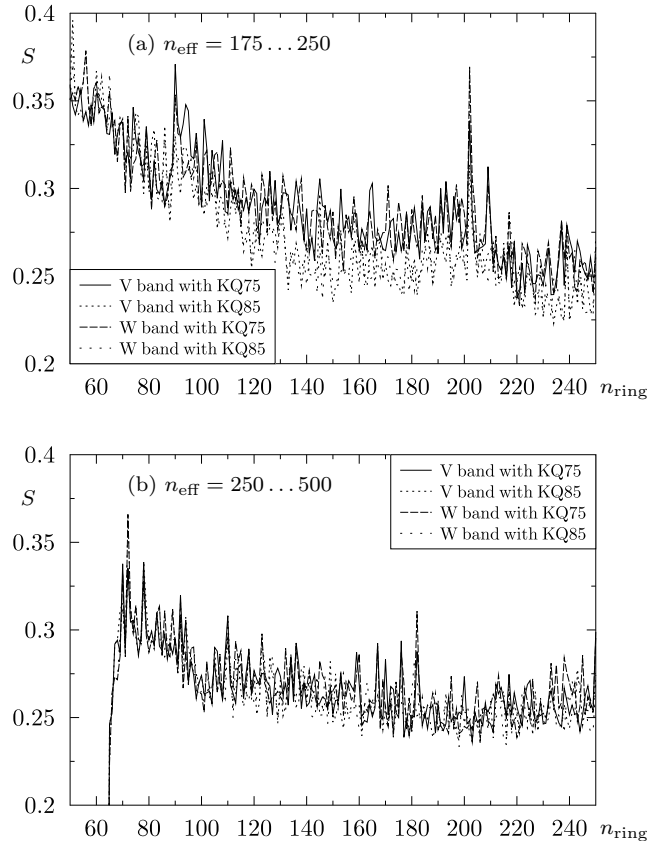 0.4
(a) n_eff = 175 . . . 250
S
0.35
0.3
0.25
V band with KQ75
V band with KQ85
W band with KQ75
W band with KQ85
0.2
60 80 100 120 140 160 180 200 220 240 n_ring
0.4
(b) n_eff = 250 . . . 500
V band with KQ75
V band with KQ85
W band with KQ75
W band with KQ85
S
0.35
0.3
0.25
0.2
60 80 100 120 140 160 180 200 220 240 n_ring